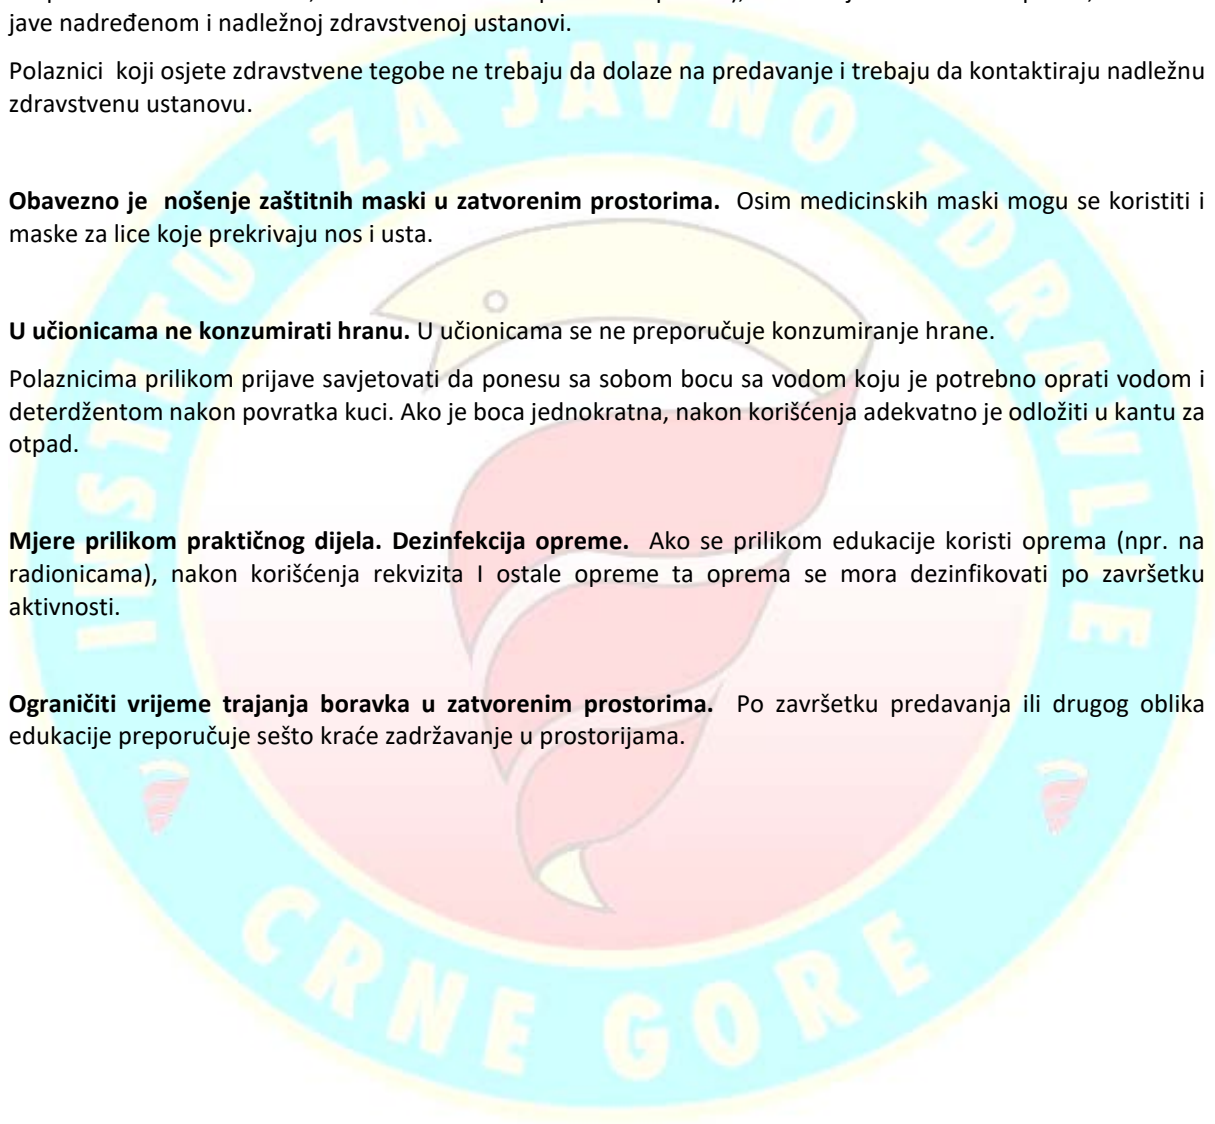 jave nadređenom i nadležnoj zdravstvenoj ustanovi.
Polaznici koji osjete zdravstvene tegobe ne trebaju da dolaze na predavanje i trebaju da kontaktiraju nadležnu
zdravstvenu ustanovu.
Obavezno je nošenje zaštitnih maski u zatvorenim prostorima. Osim medicinskih maski mogu se koristiti i
maske za lice koje prekrivaju nos i usta.
U učionicama ne konzumirati hranu. U učionicama se ne preporučuje konzumiranje hrane.
Polaznicima prilikom prijave savjetovati da ponesu sa sobom bocu sa vodom koju je potrebno oprati vodom i
deterdžentom nakon povratka kuci. Ako je boca jednokratna, nakon korišćenja adekvatno je odložiti u kantu za
otpad.
Mjere prilikom praktičnog dijela. Dezinfekcija opreme. Ako se prilikom edukacije koristi oprema (npr. na
radionicama), nakon korišćenja rekvizita I ostale opreme ta oprema se mora dezinfikovati po završetku
aktivnosti.
Ograničiti vrijeme trajanja boravka u zatvorenim prostorima. Po završetku predavanja ili drugog oblika
edukacije preporučuje sešto kraće zadržavanje u prostorijama.
INSTITUT ZA JAVNO ZDRAVLJE
CRNE GORE